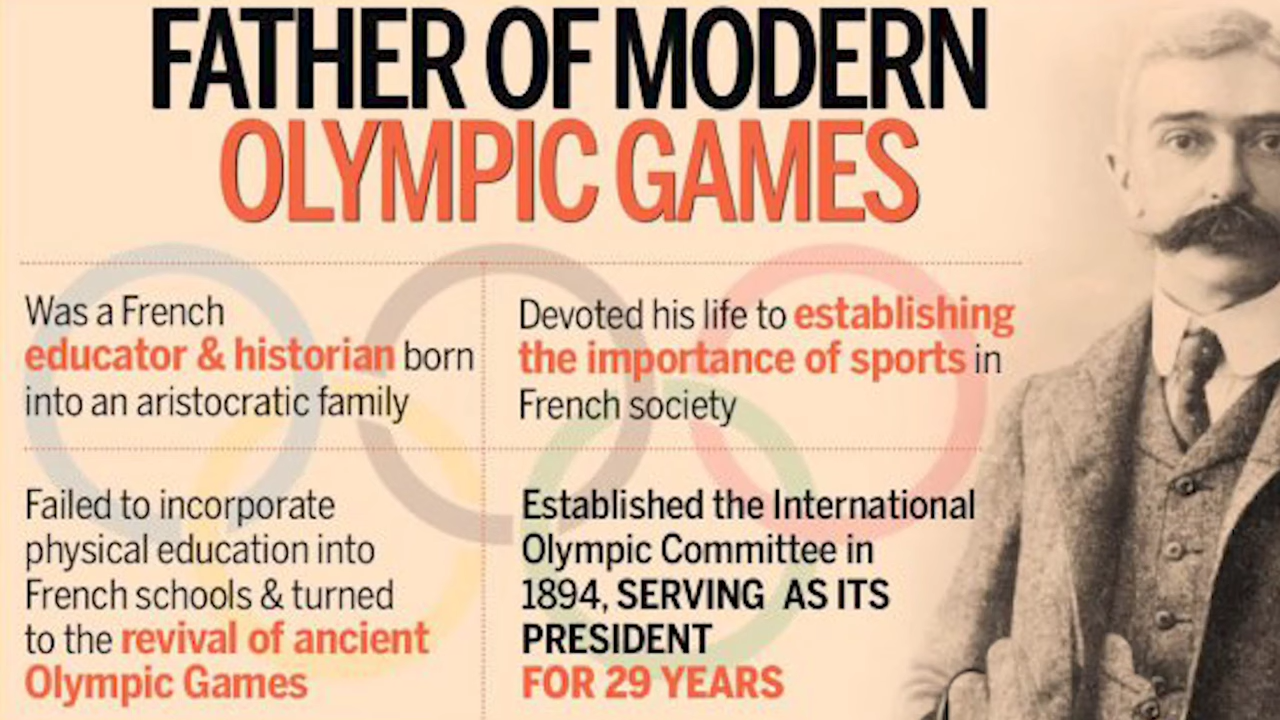 FATHER OF MODERN
OLYMPIC GAMES
Was a French
educator & historian born
into an aristocratic family
Devoted his life to establishing
the importance of sports in
French society
Failed to incorporate
physical education into
French schools & turned
to the revival of ancient
Olympic Games
Established the International
Olympic Committee in
1894, SERVING AS ITS
PRESIDENT
FOR 29 YEARS